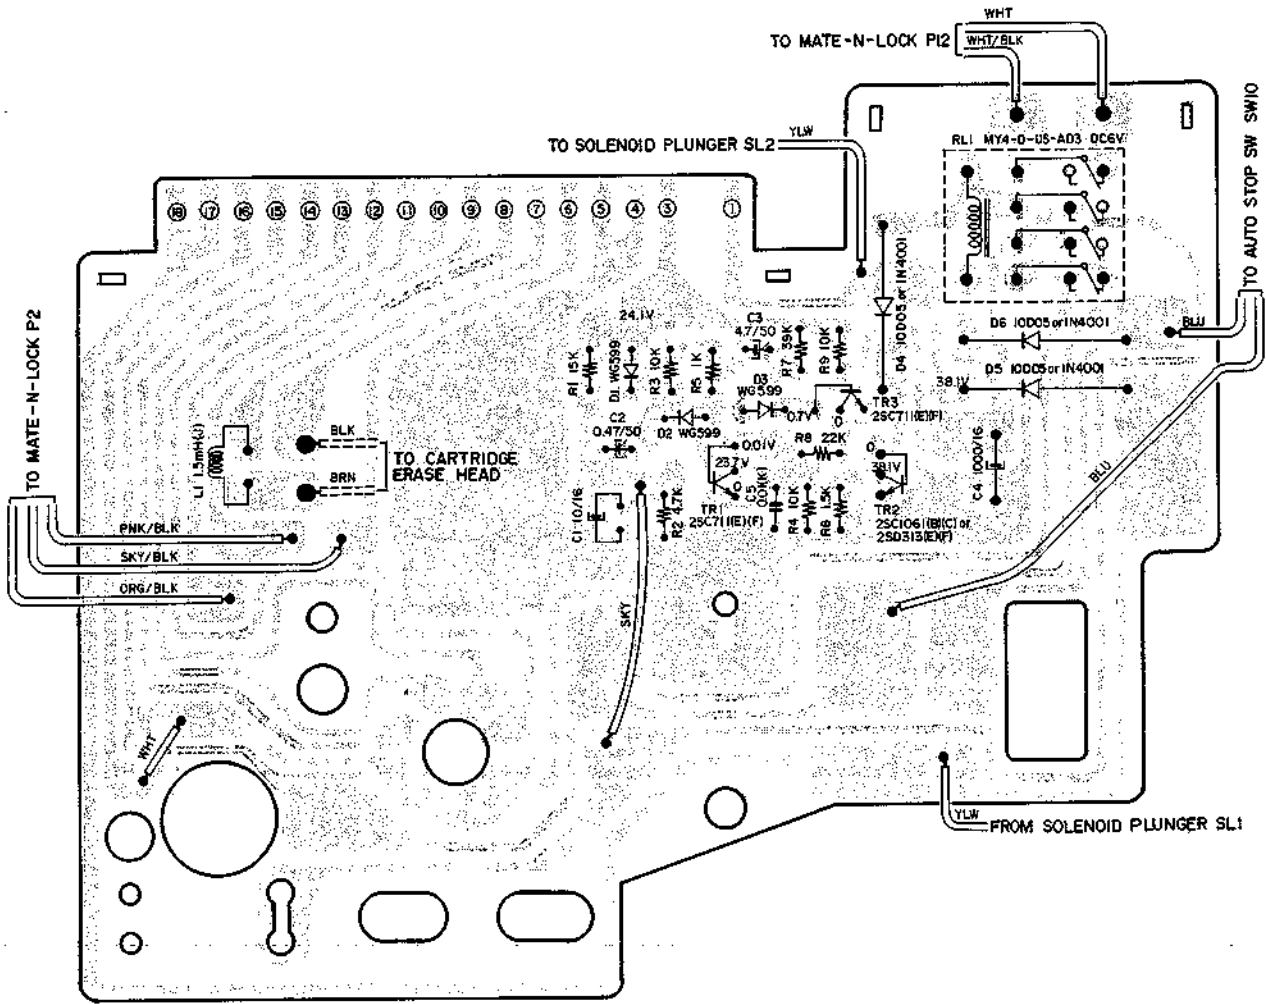 WHT
TO MATE-N-LOCK P12
WHT/BLK
YLW
TO SOLENOID PLUNGER SL2
RL1 MY4-0-US-AD3 DC6V
TO AUTO STOP SW SW10
18 17 16 15 14 13 12 11 10 9 8 7 6 5 4 3 1
D4 10D05 or 1N4001
24.1V
C3
4.7/50
R7 39K
R9 10K
D6 10D05 or 1N4001
BLU
D5 10D05 or 1N4001
38.1V
R1 15K
D1 WG599
R3 10K
R5 1K
D3
WG599
0.7V
0
TR3
2SC711(E)(F)
C2
0.47/50
D2 WG599
R8 22K
0.01V
23.7V
0
TR1
2SC711(E)(F)
0
38.1V
TR2
2SC1061(B)(C) or
2SD313(E)(F)
C4 1000/16
BLU
TO MATE-N-LOCK P2
L1 1.5mH(J)
BLK
BRN
TO CARTRIDGE
ERASE HEAD
C1 10/16
R2 4.7K
C5
R4 10K
R6 1.5K
PNK/BLK
SKY/BLK
ORG/BLK
SKY
WHT
YLW
FROM SOLENOID PLUNGER SL1